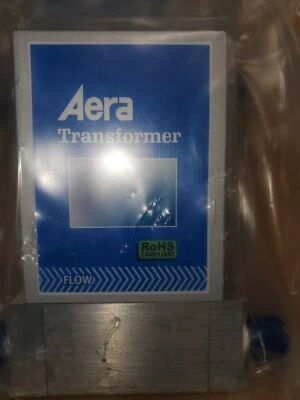 Aera
Transformer
RoHS
COMPLIANT
FLOW